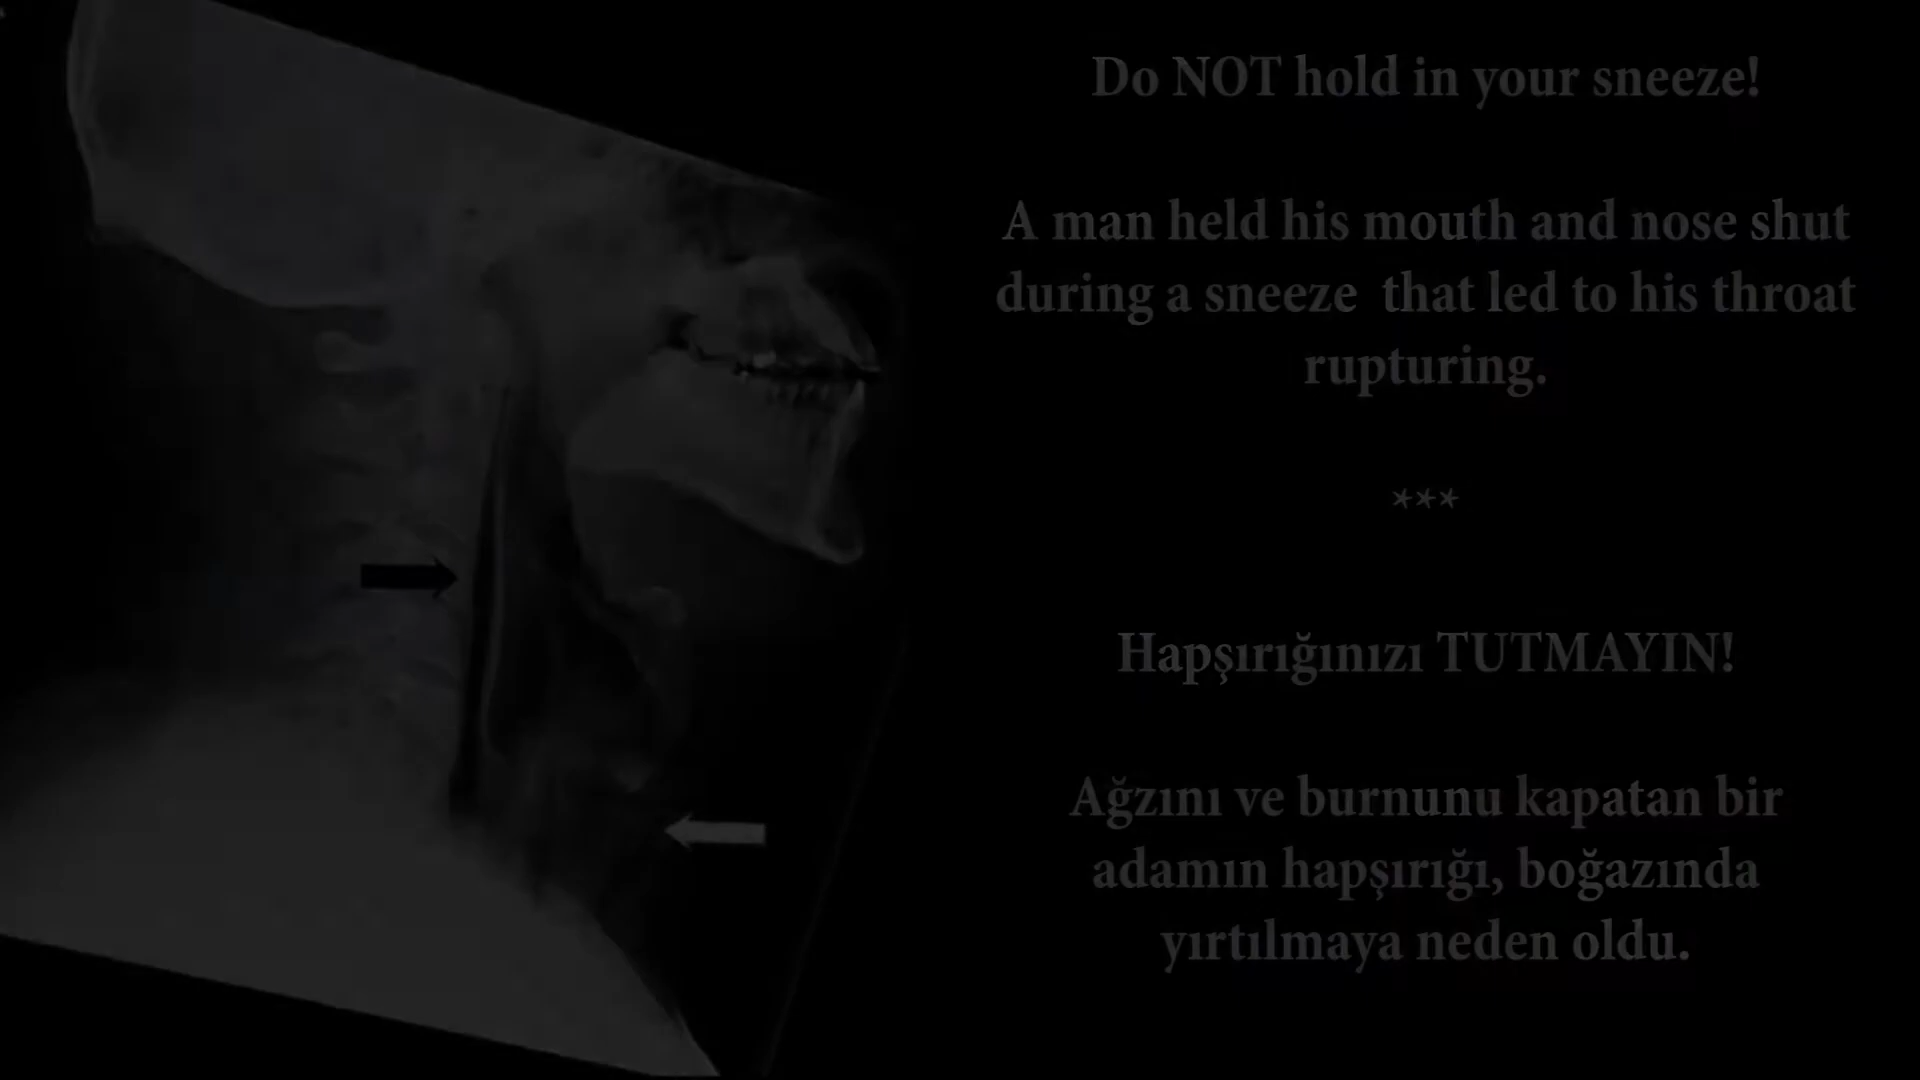 Do NOT hold in your sneeze!
A man held his mouth and nose shut
during a sneeze that led to his throat
rupturing.
***
Hapşırığınızı TUTMAYIN!
Ağzını ve burnunu kapatan bir
adamın hapşırığı, boğazında
yırtılmaya neden oldu.